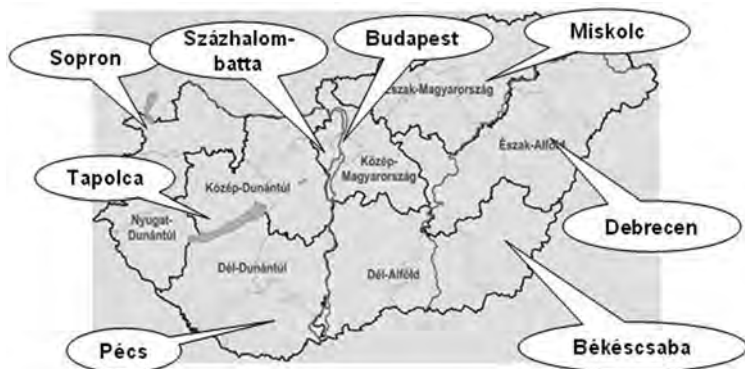 Sopron
Százhalom-
batta
Budapest
Miskolc
Észak-Magyarország
Észak-Alföld
Közép-
Magyarország
Tapolca
Közép-Dunántúl
Nyugat-
Dunántúl
Debrecen
Dél-Dunántúl
Dél-Alföld
Pécs
Békéscsaba